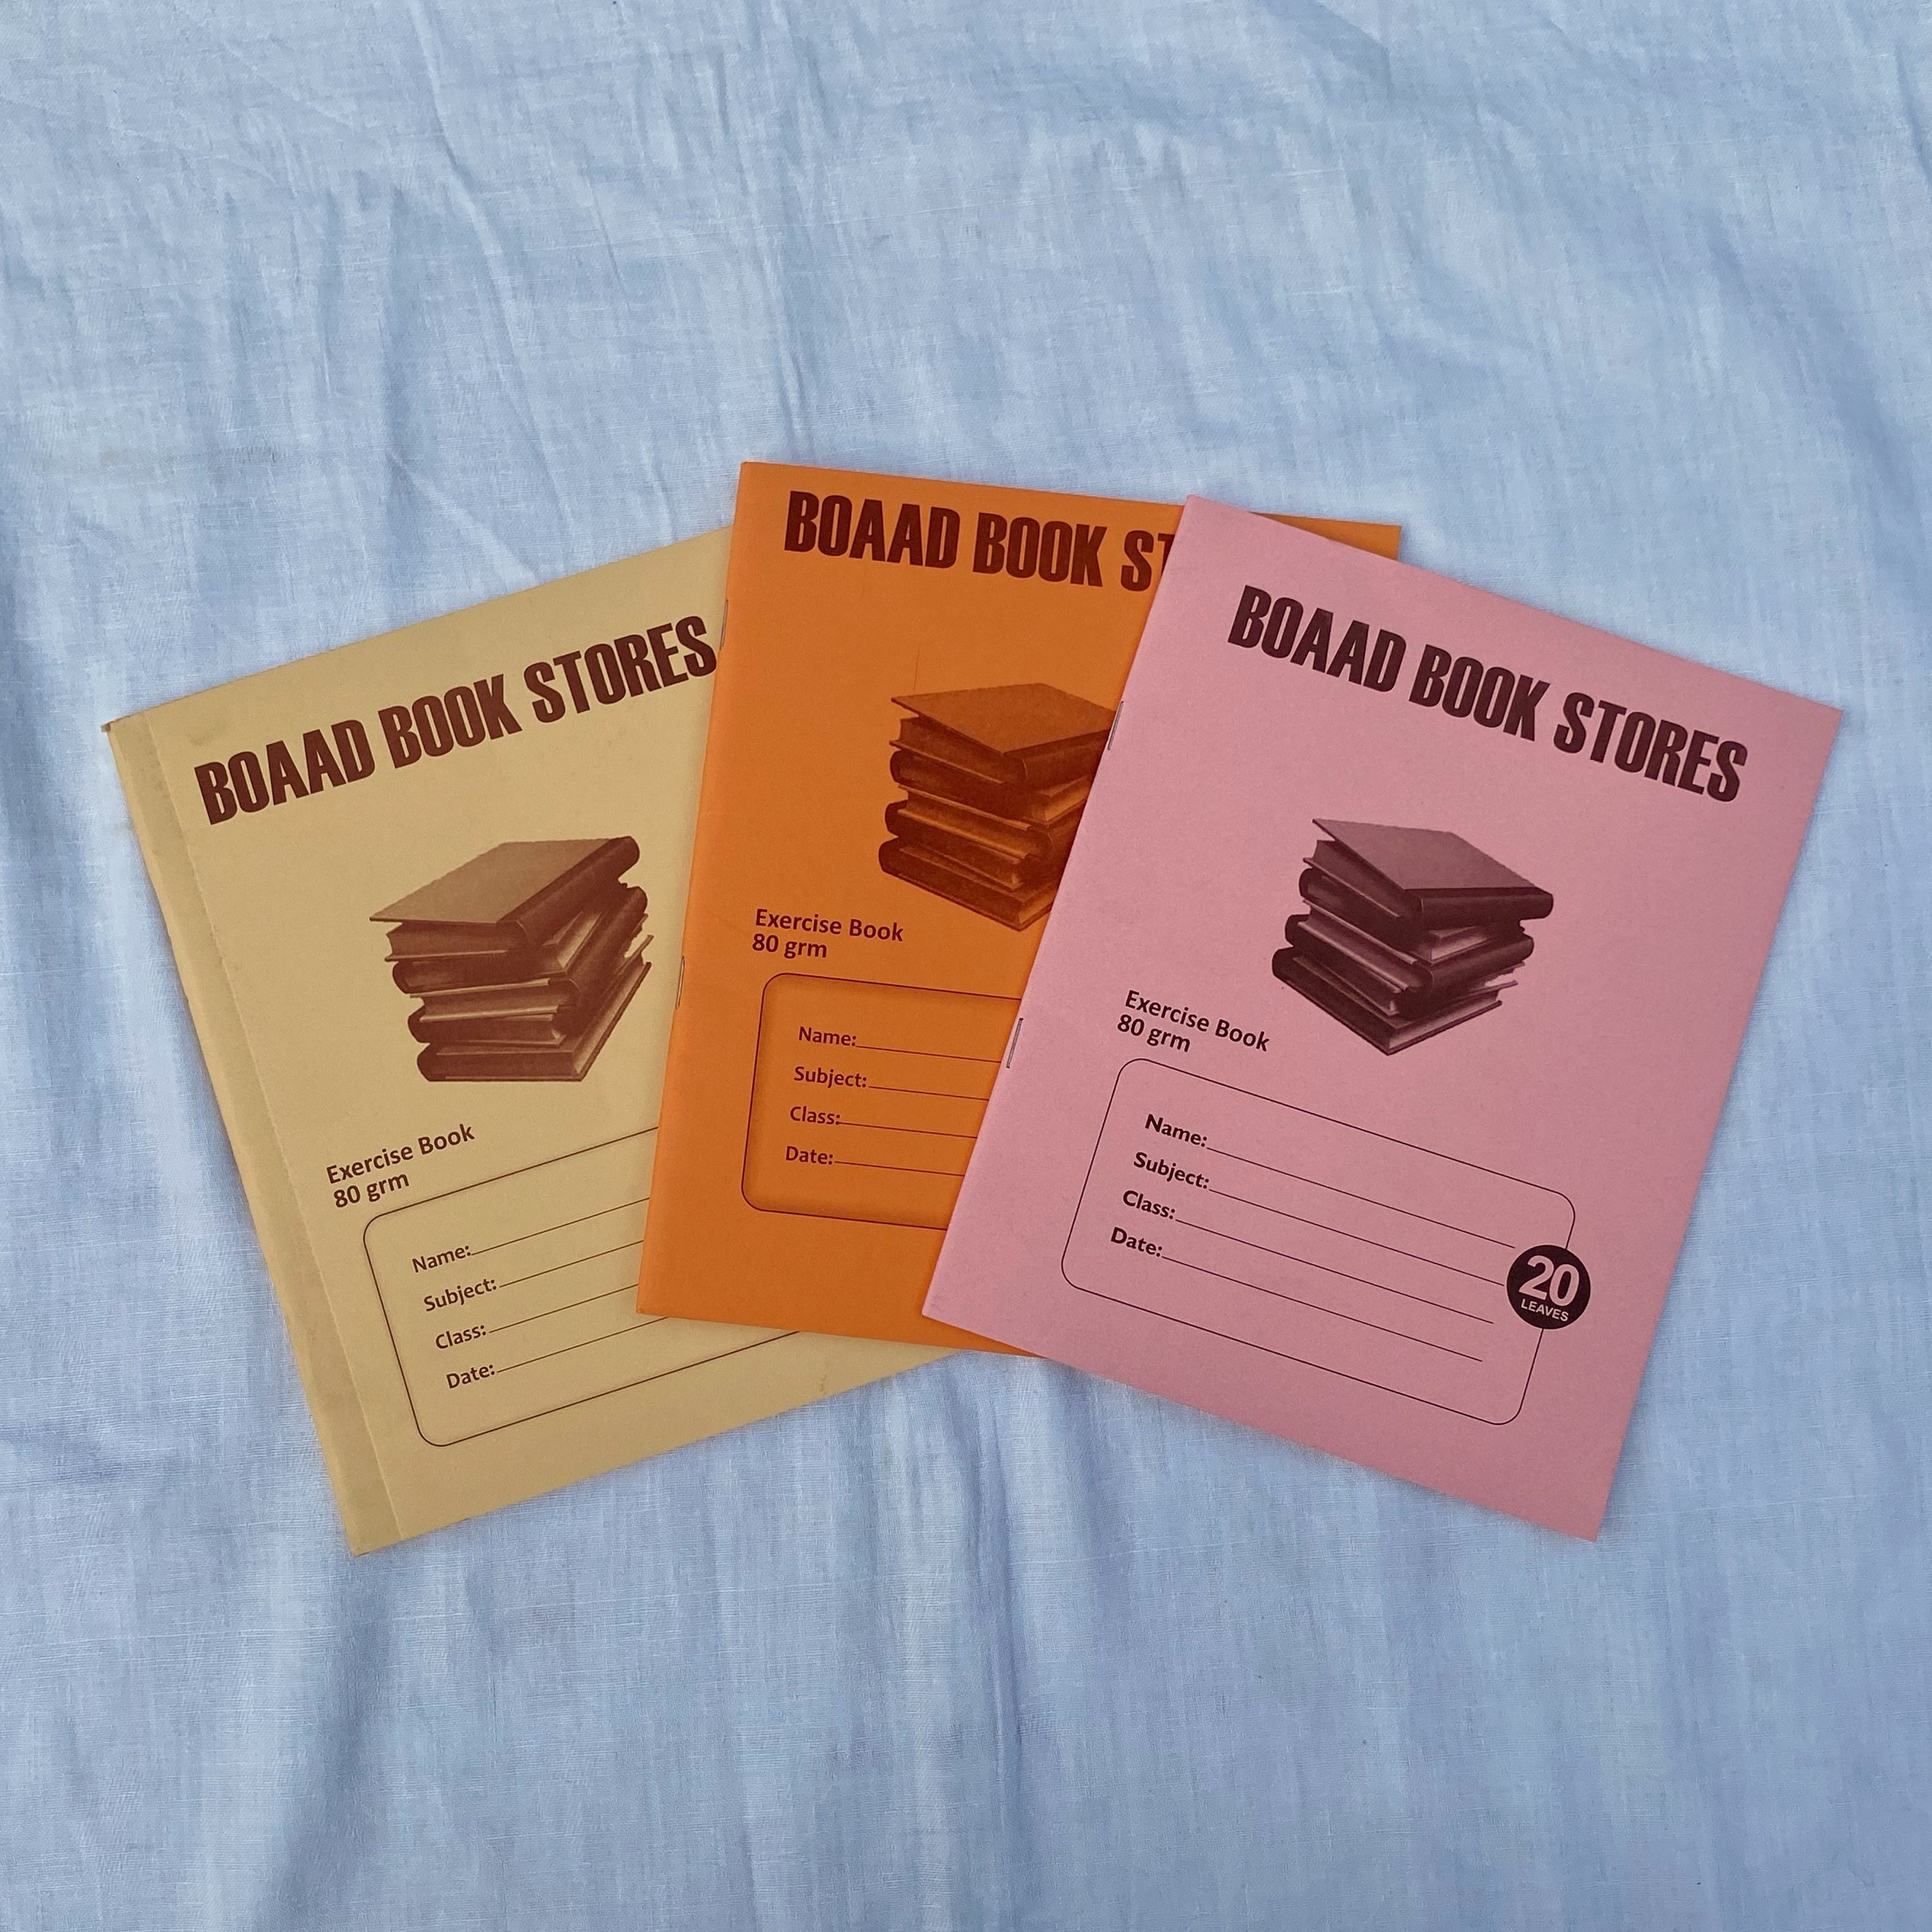 BOAAD BOOK STORES
Exercise Book
80 grm
Name:
Subject:
Class:
Date:
BOAAD BOOK ST
Exercise Book
80 grm
Name:
Subject:
Class:
Date:
BOAAD BOOK STORES
Exercise Book
80 grm
Name:
Subject:
Class:
Date:
20
LEAVES